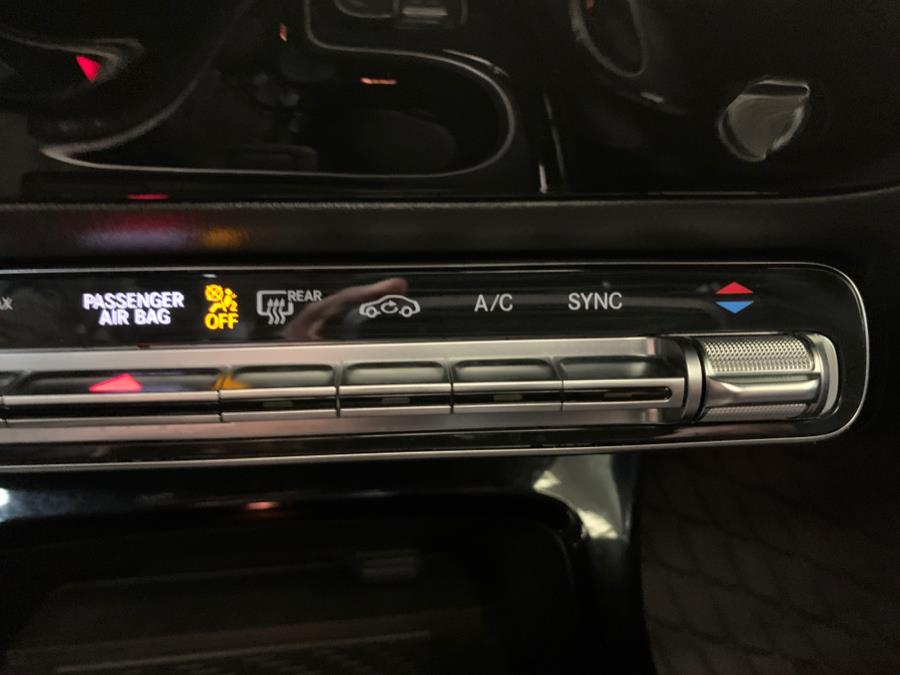 PASSENGER
AIR BAG
OFF
REAR
A/C
SYNC